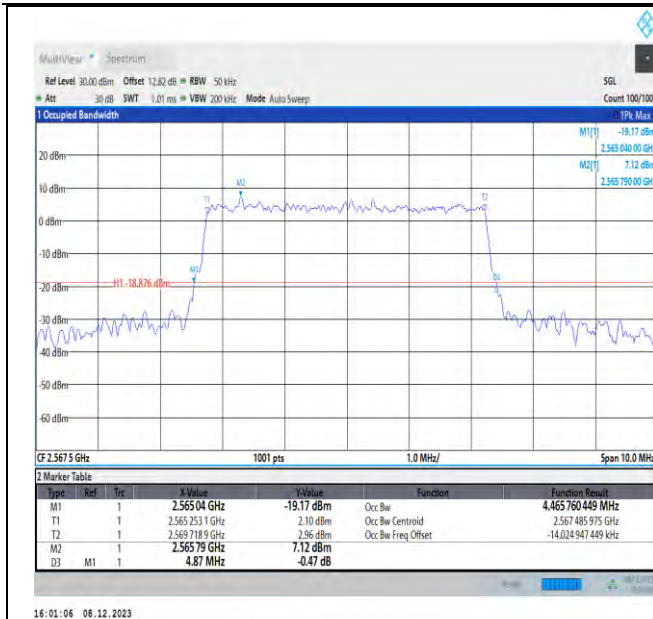 MultiView Spectrum
Ref Level 30.00 dBm Offset 12.82 dB RBW 50 kHz SGL
Att 30 dB SWT 1.01 ms VBW 200 kHz Mode Auto Sweep Count 100/100
1 Occupied Bandwidth 1Pk Max
M1[1] -19.17 dBm
2.565 040 00 GH
M2[1] 7.12 dBm
2.565 790 00 GH
20 dBm
M2
T1 T2
10 dBm
0 dBm
-10 dBm
M1 D3
H1 -18.876 dBm
-20 dBm
-30 dBm
-40 dBm
-50 dBm
-60 dBm
CF 2.567 5 GHz 1001 pts 1.0 MHz/ Span 10.0 MHz
2 Marker Table
Type Ref Trc X-Value Y-Value Function Function Result
M1 1 2.565 04 GHz -19.17 dBm Occ Bw 4.465 760 449 MHz
T1 1 2.565 253 1 GHz 2.10 dBm Occ Bw Centroid 2.567 485 975 GHz
T2 1 2.569 718 9 GHz 2.96 dBm Occ Bw Freq Offset -14.024 947 449 kHz
M2 1 2.565 79 GHz 7.12 dBm
D3 M1 1 4.87 MHz -0.47 dB
16:01:06 08.12.2023